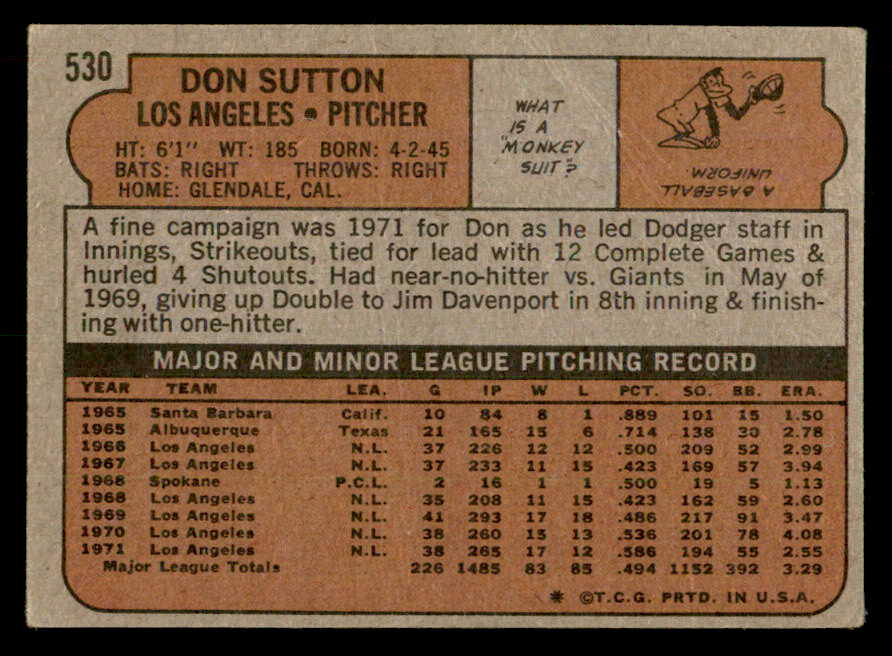 530
DON SUTTON
LOS ANGELES • PITCHER
HT: 6'1" WT: 185 BORN: 4-2-45
BATS: RIGHT THROWS: RIGHT
HOME: GLENDALE, CAL.
WHAT
IS A
"MONKEY
SUIT"?
A BASEBALL
UNIFORM.
A fine campaign was 1971 for Don as he led Dodger staff in
Innings, Strikeouts, tied for lead with 12 Complete Games &
hurled 4 Shutouts. Had near-no-hitter vs. Giants in May of
1969, giving up Double to Jim Davenport in 8th inning & finish-
ing with one-hitter.
MAJOR AND MINOR LEAGUE PITCHING RECORD
YEAR TEAM LEA. G IP W L PCT. SO. BB. ERA.
1965 Santa Barbara Calif. 10 84 8 1 .889 101 15 1.50
1965 Albuquerque Texas 21 165 15 6 .714 138 30 2.78
1966 Los Angeles N.L. 37 226 12 12 .500 209 52 2.99
1967 Los Angeles N.L. 37 233 11 15 .423 169 57 3.94
1968 Spokane P.C.L. 2 16 1 1 .500 19 5 1.13
1968 Los Angeles N.L. 35 208 11 15 .423 162 59 2.60
1969 Los Angeles N.L. 41 293 17 18 .486 217 91 3.47
1970 Los Angeles N.L. 38 260 15 13 .536 201 78 4.08
1971 Los Angeles N.L. 38 265 17 12 .586 194 55 2.55
Major League Totals 226 1485 83 85 .494 1152 392 3.29
* ©T.C.G. PRTD. IN U.S.A.